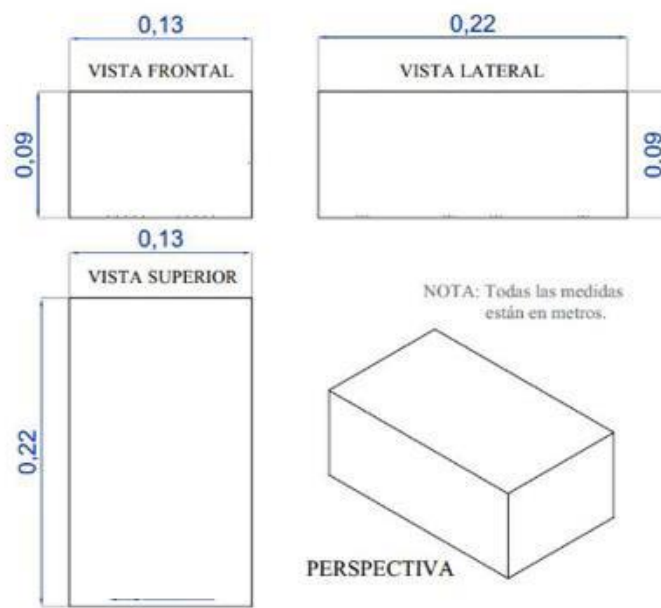 0,13
0,22
VISTA FRONTAL
VISTA LATERAL
0,09
0,09
0,13
VISTA SUPERIOR
NOTA: Todas las medidas
están en metros.
0,22
PERSPECTIVA